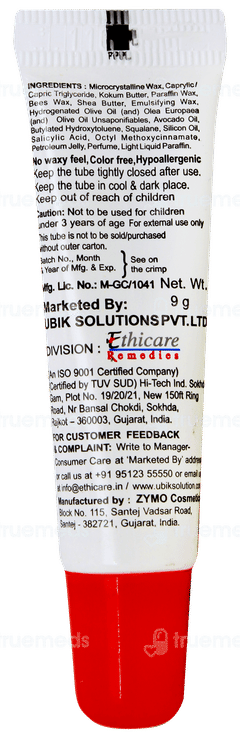 INGREDIENTS : Microcrystalline Wax, Caprylic/
Capric Triglyceride, Kokum Butter, Paraffin Wax,
Bees Wax, Shea Butter, Emulsifying Wax,
Hydrogenated Olive Oil (and) Olea Europaea
(and) Olive Oil Unsaponifiables, Avocado Oil,
Butylated Hydroxytoluene, Squalane, Silicon Oil,
Salicylic Acid, Octyl Methoxycinnamate,
Petroleum Jelly, Perfume, Light Liquid Paraffin.
No waxy feel, Color free, Hypoallergenic
Keep the tube tightly closed after use.
Keep the tube in cool & dark place.
Keep out of reach of children
Caution: Not to be used for children
under 3 years of age For external use only
This tube is not to be sold/purchased
without outer carton.
Batch No., Month
& Year of Mfg. & Exp.
See on
the crimp
Mfg. Lic. No.: M-GC/1041 Net. Wt.
Marketed By: 9 g
UBIK SOLUTIONS PVT. LTD
DIVISION : Ethicare
Remedies
(An ISO 9001 Certified Company)
(Certified by TUV SUD) Hi-Tech Ind. Sokhda
Gam, Plot No. 19/20/21, New 150ft Ring
Road, Nr Bansal Chokdi, Sokhda,
Rajkot - 360003, Gujarat, India.
FOR CUSTOMER FEEDBACK
& COMPLAINT: Write to Manager-
Consumer Care at 'Marketed By' address
or call us at +91 95123 55550 or email
at info@ethicare.in / www.ubiksolution.com
Manufactured by : ZYMO Cosmetic
Block No. 115, Santej Vadsar Road,
Santej - 382721, Gujarat, India.
truemeds